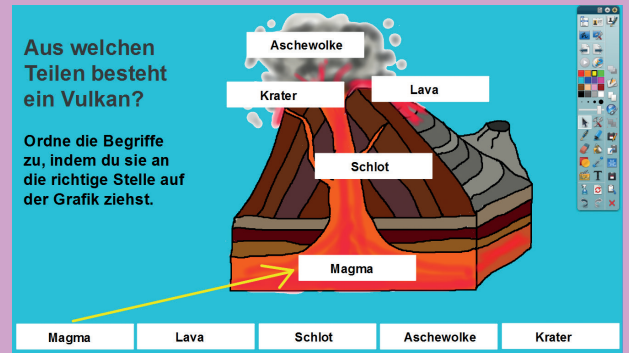 Aus welchen
Teilen besteht
ein Vulkan?
Ordne die Begriffe
zu, indem du sie an
die richtige Stelle auf
der Grafik ziehst.
Aschewolke
Krater
Lava
Schlot
Magma
Magma
Lava
Schlot
Aschewolke
Krater